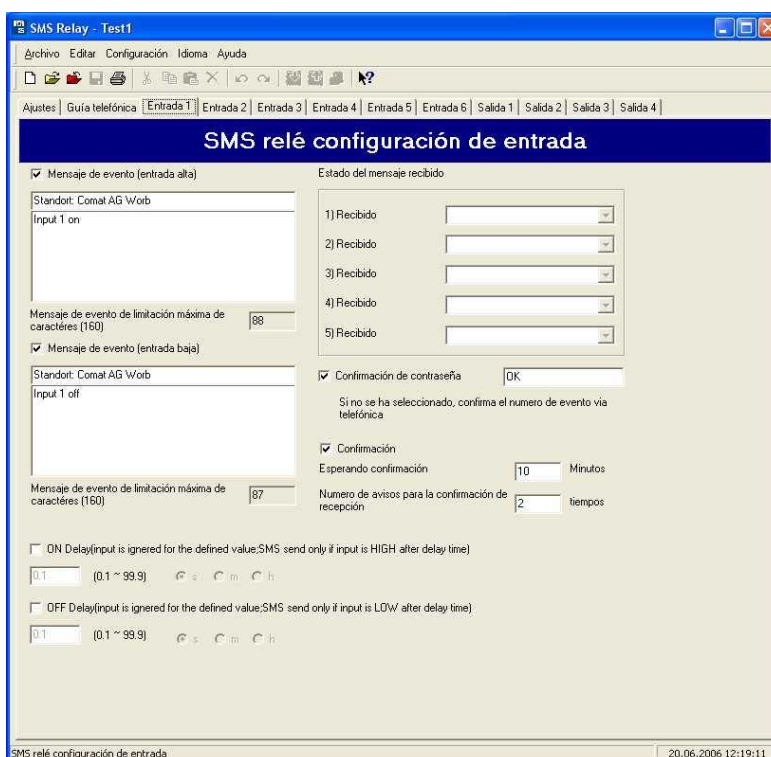 SMS Relay - Test1
Archivo Editar Configuración Idioma Ayuda
Ajustes Guía telefónica Entrada 1 Entrada 2 Entrada 3 Entrada 4 Entrada 5 Entrada 6 Salida 1 Salida 2 Salida 3 Salida 4
SMS relé configuración de entrada
Mensaje de evento (entrada alta)
Standort: Comat AG Worb
Input 1 on
Mensaje de evento de limitación máxima de
caractéres (160)
88
Mensaje de evento (entrada baja)
Standort: Comat AG Worb
Input 1 off
Mensaje de evento de limitación máxima de
caractéres (160)
87
Estado del mensaje recibido
1) Recibido
2) Recibido
3) Recibido
4) Recibido
5) Recibido
Confirmación de contraseña OK
Si no se ha seleccionado, confirma el numero de evento via
telefónica
Confirmación
Esperando confirmación 10 Minutos
Numero de avisos para la confirmación de
recepción 2 tiempos
ON Delay(input is ignered for the defined value;SMS send only if input is HIGH after delay time)
0.1 (0.1 ~ 99.9) s m h
OFF Delay(input is ignered for the defined value;SMS send only if input is LOW after delay time)
0.1 (0.1 ~ 99.9) s m h
SMS relé configuración de entrada 20.06.2006 12:19:11